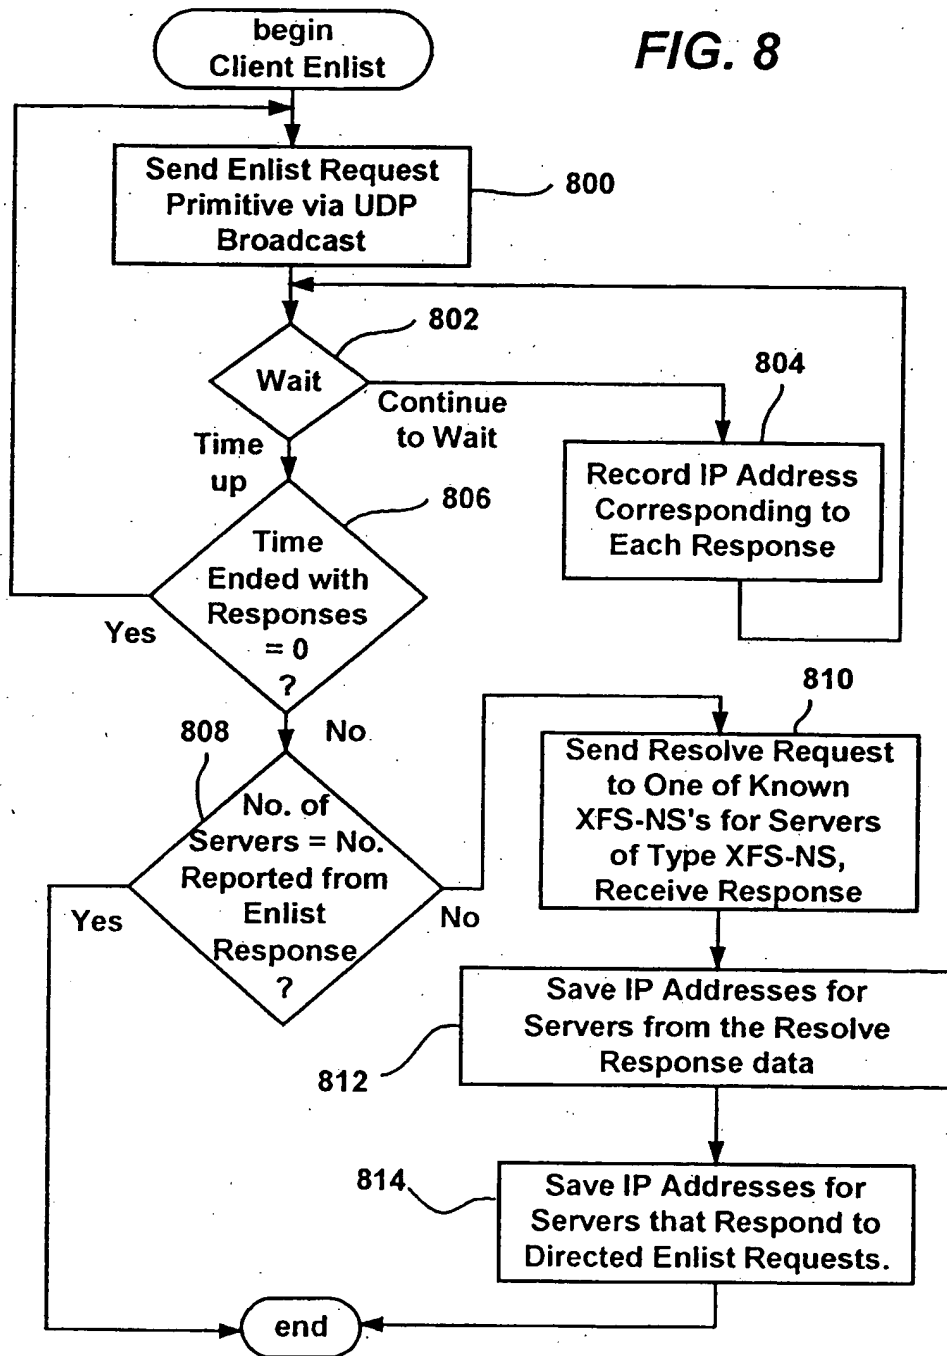 begin
Client Enlist
FIG. 8
Send Enlist Request
Primitive via UDP
Broadcast
800
802
Wait
Continue
to Wait
804
Time
up
Record IP Address
Corresponding to
Each Response
806
Time
Ended with
Responses
= 0
?
Yes
No
808
810
No. of
Servers = No.
Reported from
Enlist
Response
?
Yes
No
Send Resolve Request
to One of Known
XFS-NS's for Servers
of Type XFS-NS,
Receive Response
Save IP Addresses for
Servers from the Resolve
Response data
812
814
Save IP Addresses for
Servers that Respond to
Directed Enlist Requests.
end